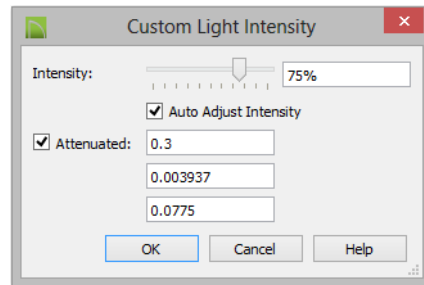 Custom Light Intensity
Intensity: 75%
Auto Adjust Intensity
Attenuated: 0.3
0.003937
0.0775
OK Cancel Help